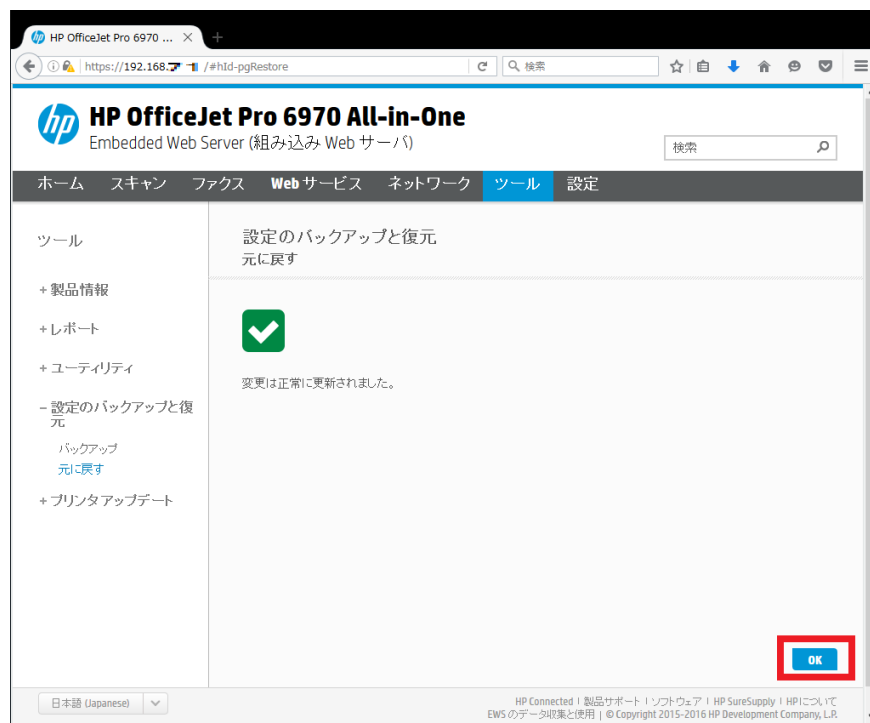 HP OfficeJet Pro 6970 ...
https://192.168. /#hId-pgRestore
検索
hp
HP OfficeJet Pro 6970 All-in-One
Embedded Web Server (組み込み Web サーバ)
検索
ホーム スキャン ファクス Web サービス ネットワーク ツール 設定
ツール
設定のバックアップと復元
元に戻す
+ 製品情報
+ レポート
+ ユーティリティ
変更は正常に更新されました。
- 設定のバックアップと復
元
バックアップ
元に戻す
+ プリンタ アップデート
OK
日本語 (Japanese)
HP Connected | 製品サポート | ソフトウェア | HP SureSupply | HPについて
EWS のデータ収集と使用 | © Copyright 2015-2016 HP Development Company, L.P.